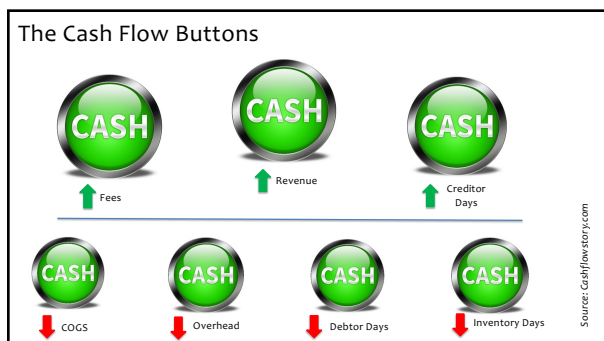 The Cash Flow Buttons
CASH
CASH
CASH
Fees
Revenue
Creditor
Days
CASH
CASH
CASH
CASH
COGS
Overhead
Debtor Days
Inventory Days
Source: Cashflowstory.com